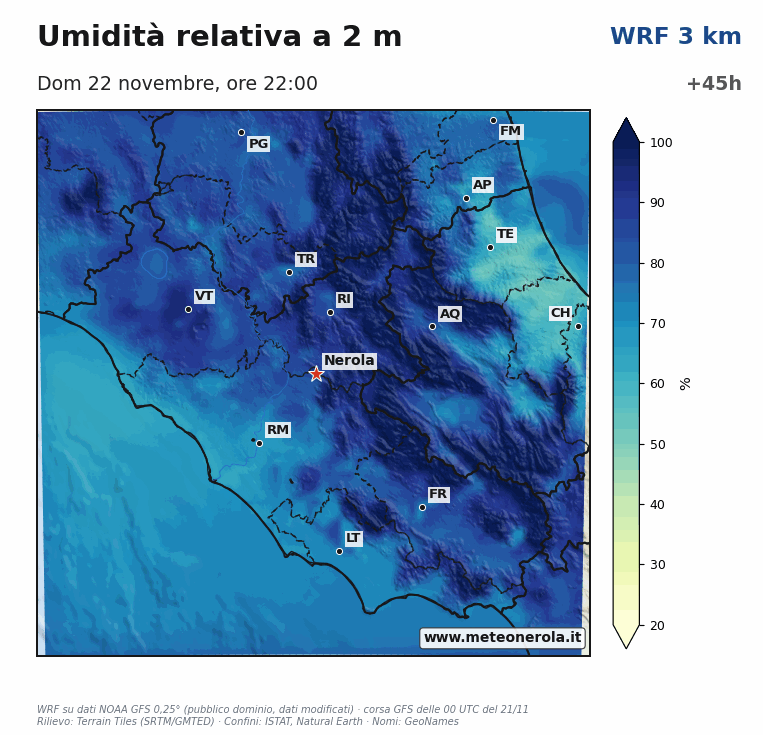 Umidità relativa a 2 m
WRF 3 km
Dom 22 novembre, ore 22:00
+45h
FM
PG
AP
TE
TR
VT
RI
AQ
CH
Nerola
RM
FR
LT
www.meteonerola.it
100
90
80
70
60
50
40
30
20
%
WRF su dati NOAA GFS 0,25° (pubblico dominio, dati modificati) · corsa GFS delle 00 UTC del 21/11
Rilievo: Terrain Tiles (SRTM/GMTED) · Confini: ISTAT, Natural Earth · Nomi: GeoNames